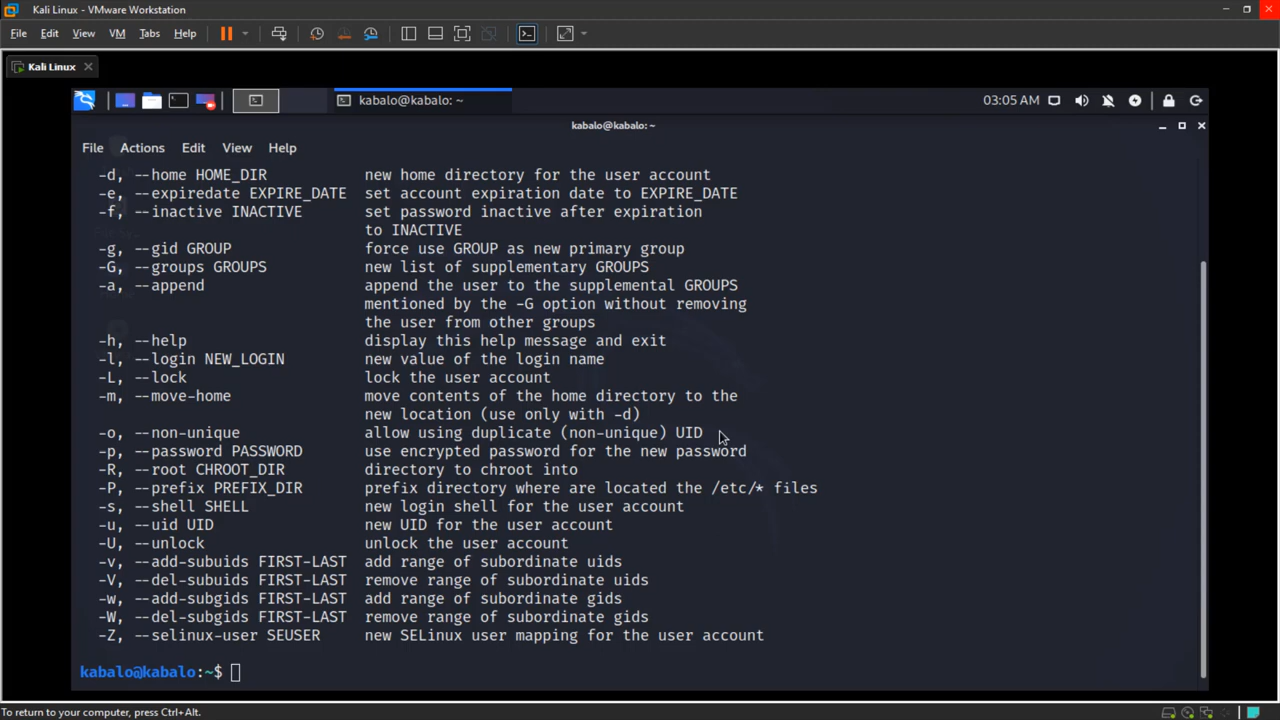 Kali Linux - VMware Workstation
File Edit View VM Tabs Help
Kali Linux
kabalo@kabalo: ~
03:05 AM
kabalo@kabalo: ~
File Actions Edit View Help
-d, --home HOME_DIR new home directory for the user account
-e, --expiredate EXPIRE_DATE set account expiration date to EXPIRE_DATE
-f, --inactive INACTIVE set password inactive after expiration
to INACTIVE
-g, --gid GROUP force use GROUP as new primary group
-G, --groups GROUPS new list of supplementary GROUPS
-a, --append append the user to the supplemental GROUPS
mentioned by the -G option without removing
the user from other groups
-h, --help display this help message and exit
-l, --login NEW_LOGIN new value of the login name
-L, --lock lock the user account
-m, --move-home move contents of the home directory to the
new location (use only with -d)
-o, --non-unique allow using duplicate (non-unique) UID
-p, --password PASSWORD use encrypted password for the new password
-R, --root CHROOT_DIR directory to chroot into
-P, --prefix PREFIX_DIR prefix directory where are located the /etc/* files
-s, --shell SHELL new login shell for the user account
-u, --uid UID new UID for the user account
-U, --unlock unlock the user account
-v, --add-subuids FIRST-LAST add range of subordinate uids
-V, --del-subuids FIRST-LAST remove range of subordinate uids
-w, --add-subgids FIRST-LAST add range of subordinate gids
-W, --del-subgids FIRST-LAST remove range of subordinate gids
-Z, --selinux-user SEUSER new SELinux user mapping for the user account
kabalo@kabalo:~$
To return to your computer, press Ctrl+Alt.